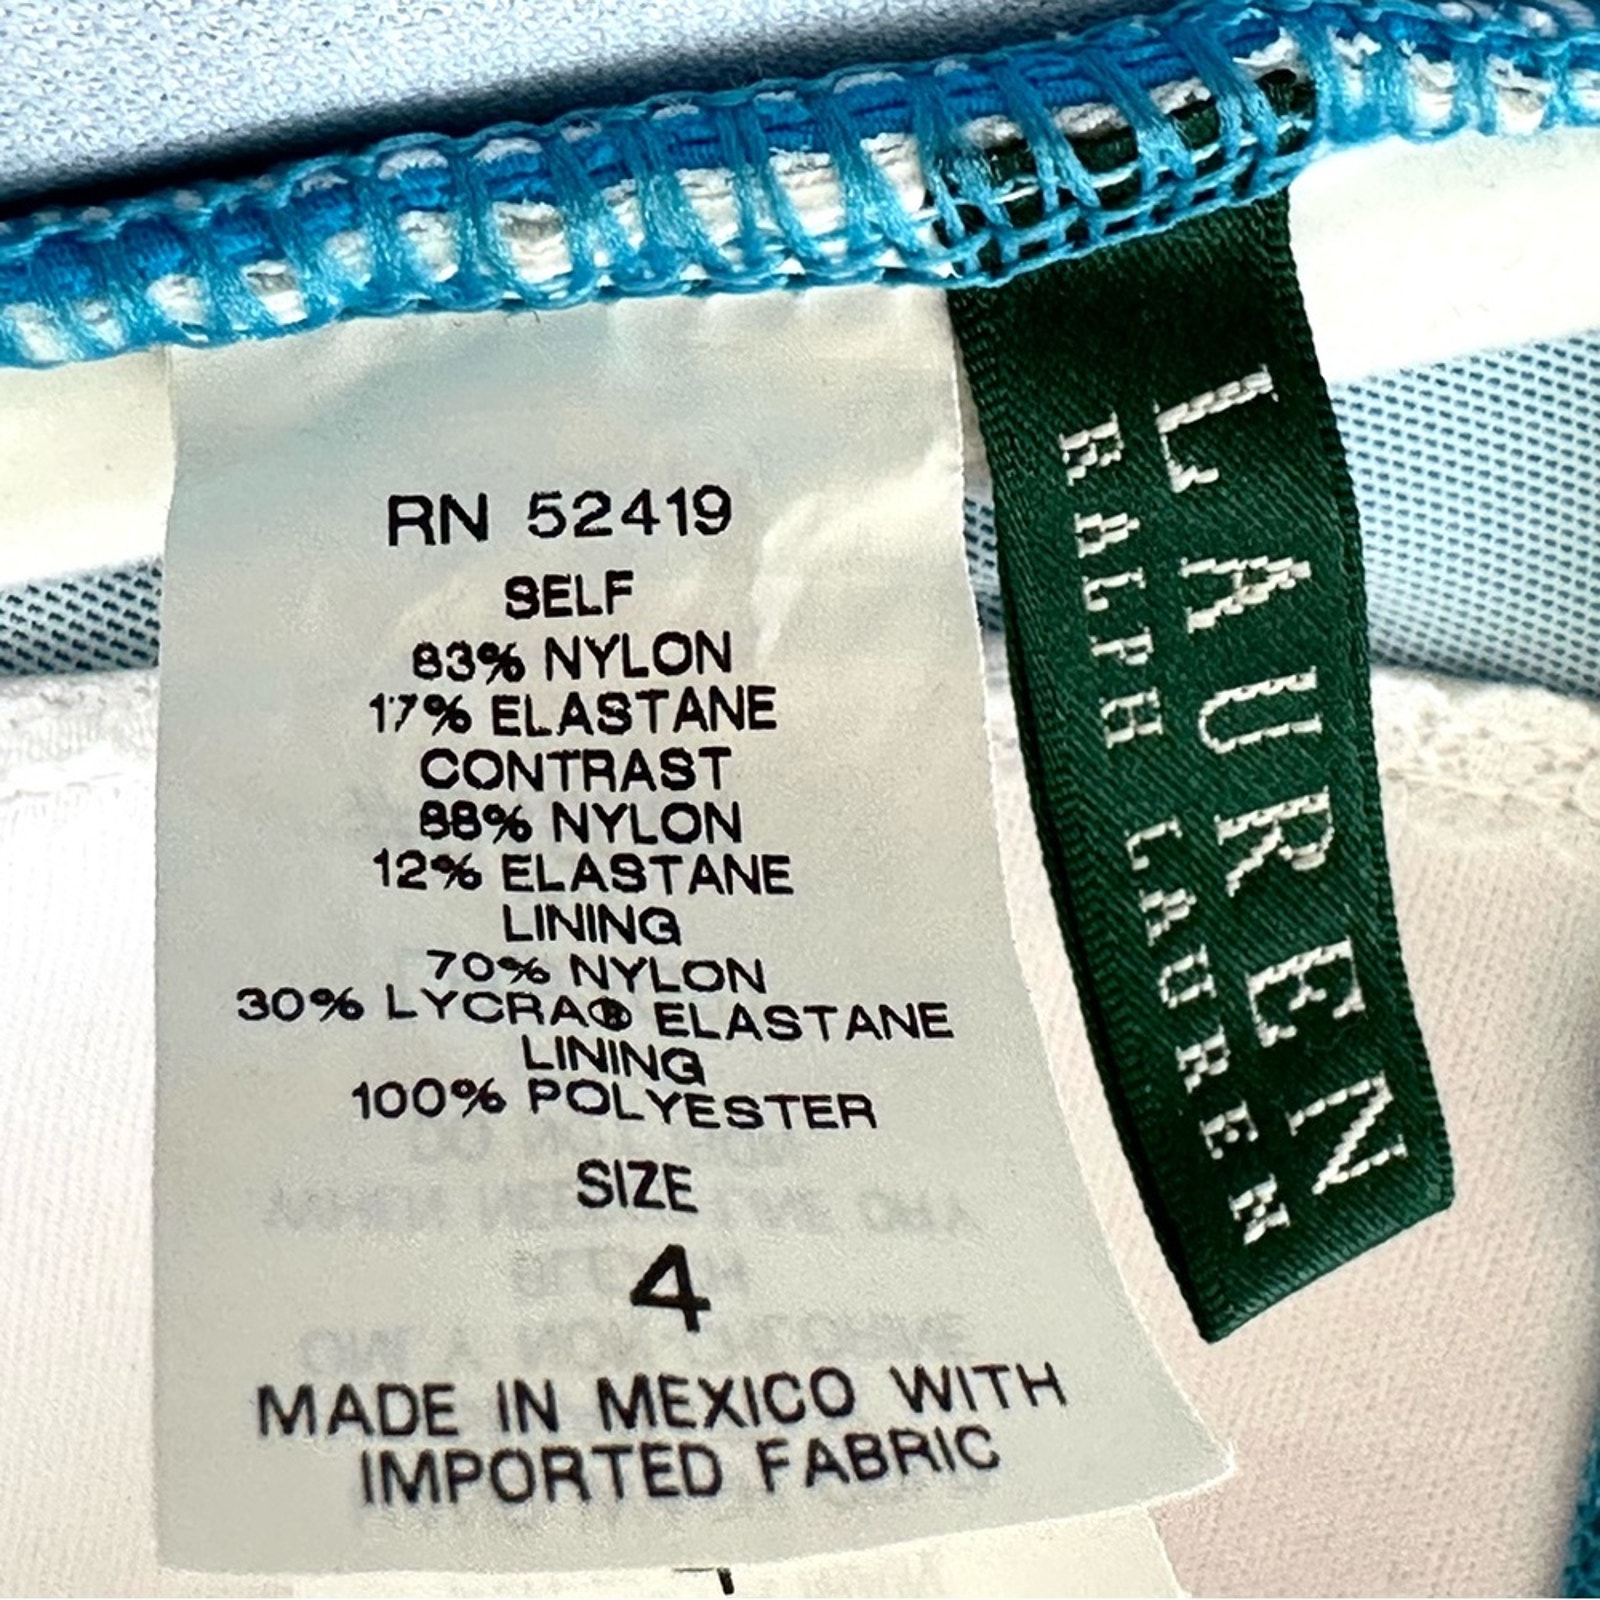 RN 52419
SELF
83% NYLON
17% ELASTANE
CONTRAST
88% NYLON
12% ELASTANE
LINING
70% NYLON
30% LYCRA® ELASTANE
LINING
100% POLYESTER
SIZE
4
MADE IN MEXICO WITH
IMPORTED FABRIC
LAUREN
RALPH LAUREN